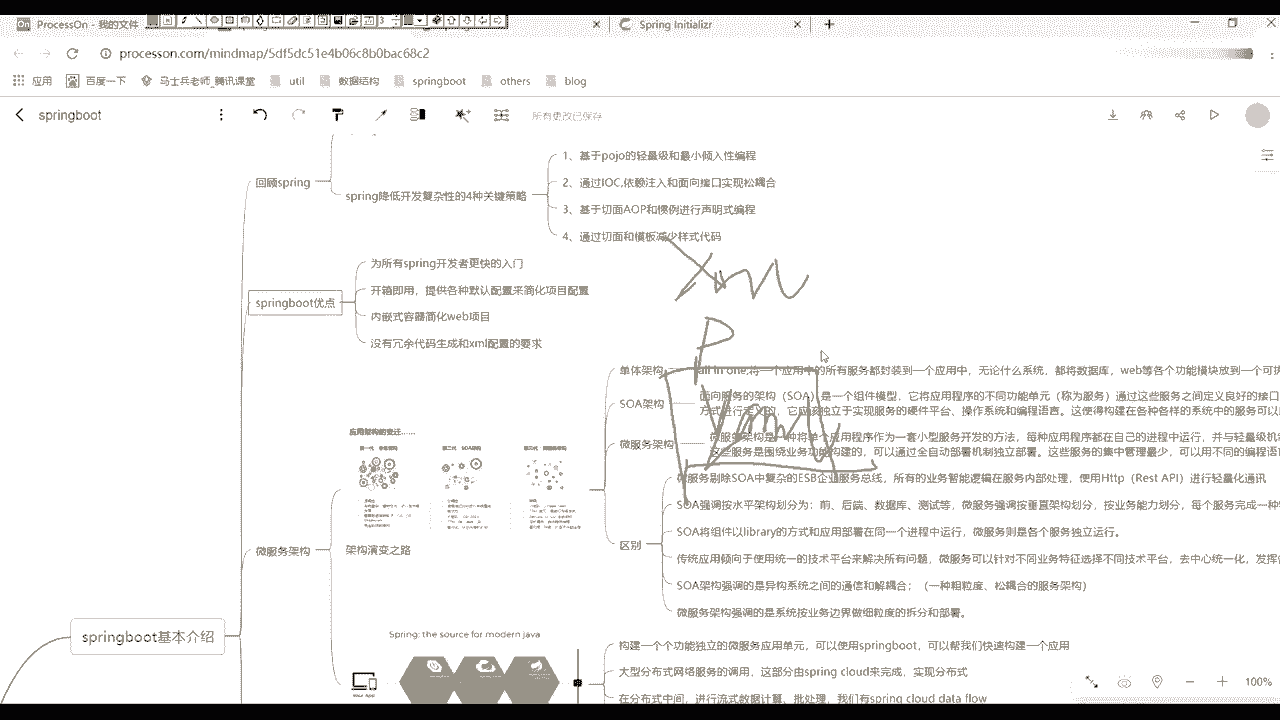 ProcessOn - 我的文件
Spring Initializr
processon.com/mindmap/5df5dc51e4b06c8b0bac68c2
应用 百度一下 马士兵老师_腾讯课堂 util 数据结构 springboot others blog
springboot
所有更改已保存
回顾spring
spring降低开发复杂性的4种关键策略
1、基于pojo的轻量级和最小倾入性编程
2、通过IOC,依赖注入和面向接口实现松耦合
3、基于切面AOP和惯例进行声明式编程
4、通过切面和模板减少样式代码
xml
springboot优点
为所有spring开发者更快的入门
开箱即用，提供各种默认配置来简化项目配置
内嵌式容器简化web项目
没有冗余代码生成和xml配置的要求
P
yaml
微服务架构
架构演变之路
应用架构的变迁……
单体架构
all in one,将一个应用中的所有服务都封装到一个应用中，无论什么系统，都将数据库，web等各个功能模块放到一个可执
SOA架构
面向服务的架构（SOA）是一个组件模型，它将应用程序的不同功能单元（称为服务）通过这些服务之间定义良好的接口
方式进行定义的，它应该独立于实现服务的硬件平台、操作系统和编程语言。这使得构建在各种各样的系统中的服务可以
微服务架构
微服务架构是一种将单个应用程序作为一套小型服务开发的方法，每种应用程序都在自己的进程中运行，并与轻量级机
这些服务是围绕业务功能构建的，可以通过全自动部署机制独立部署。这些服务的集中管理最少，可以用不同的编程语
区别
微服务剔除SOA中复杂的ESB企业服务总线，所有的业务智能逻辑在服务内部处理，使用Http（Rest API）进行轻量化通讯
SOA强调按水平架构划分为：前、后端、数据库、测试等，微服务强调按垂直架构划分，按业务能力划分，每个服务完成一种
SOA将组件以library的方式和应用部署在同一个进程中运行，微服务则是各个服务独立运行。
传统应用倾向于使用统一的技术平台来解决所有问题，微服务可以针对不同业务特征选择不同技术平台，去中心统一化，发挥
SOA架构强调的是异构系统之间的通信和解耦合；（一种粗粒度、松耦合的服务架构）
微服务架构强调的是系统按业务边界做细粒度的拆分和部署。
springboot基本介绍
Spring: the source for modern java
构建一个个功能独立的微服务应用单元，可以使用springboot，可以帮我们快速构建一个应用
大型分布式网络服务的调用，这部分由spring cloud来完成，实现分布式
在分布式中间，进行流式数据计算、批处理，我们有spring cloud data flow
100%